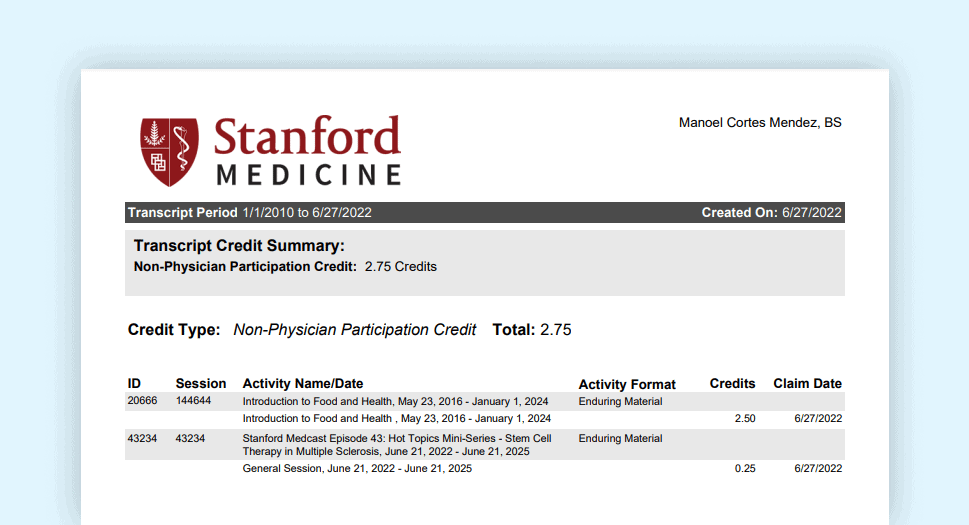 Stanford
MEDICINE
Manoel Cortes Mendez, BS
Transcript Period 1/1/2010 to 6/27/2022 Created On: 6/27/2022
Transcript Credit Summary:
Non-Physician Participation Credit: 2.75 Credits
Credit Type: Non-Physician Participation Credit Total: 2.75
ID Session Activity Name/Date Activity Format Credits Claim Date
20666 144644 Introduction to Food and Health, May 23, 2016 - January 1, 2024 Enduring Material
Introduction to Food and Health , May 23, 2016 - January 1, 2024 2.50 6/27/2022
43234 43234 Stanford Medcast Episode 43: Hot Topics Mini-Series - Stem Cell Enduring Material
Therapy in Multiple Sclerosis, June 21, 2022 - June 21, 2025
General Session, June 21, 2022 - June 21, 2025 0.25 6/27/2022